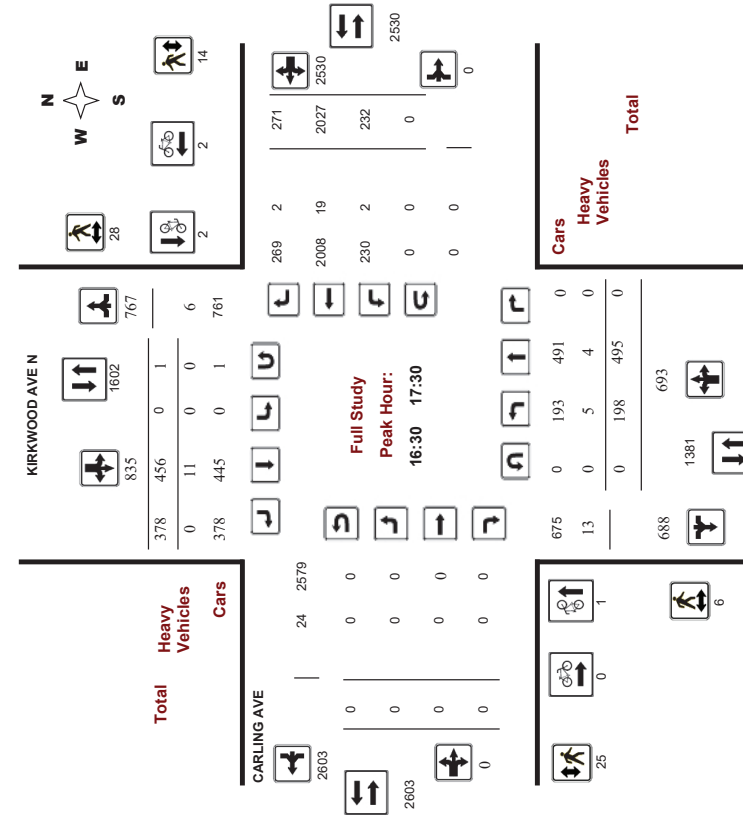 N
W E
S
14
2
28
2
KIRKWOOD AVE N
835 1602 767
378 456 0 1
0 11 0 0 6
378 445 0 1 761
Total
Heavy
Vehicles
Cars
2530
2530
0
269 2 271
2008 19 2027
230 2 232
0 0 0
0 0
Full Study
Peak Hour:
16:30 17:30
CARLING AVE
2603
2603
0
24 2579
0 0 0
0 0 0
0 0 0
0 0 0
Cars
Heavy
Vehicles
Total
675 0 193 491 0
13 0 5 4 0
0 198 495 0
688 1381 693
25
0
1
6